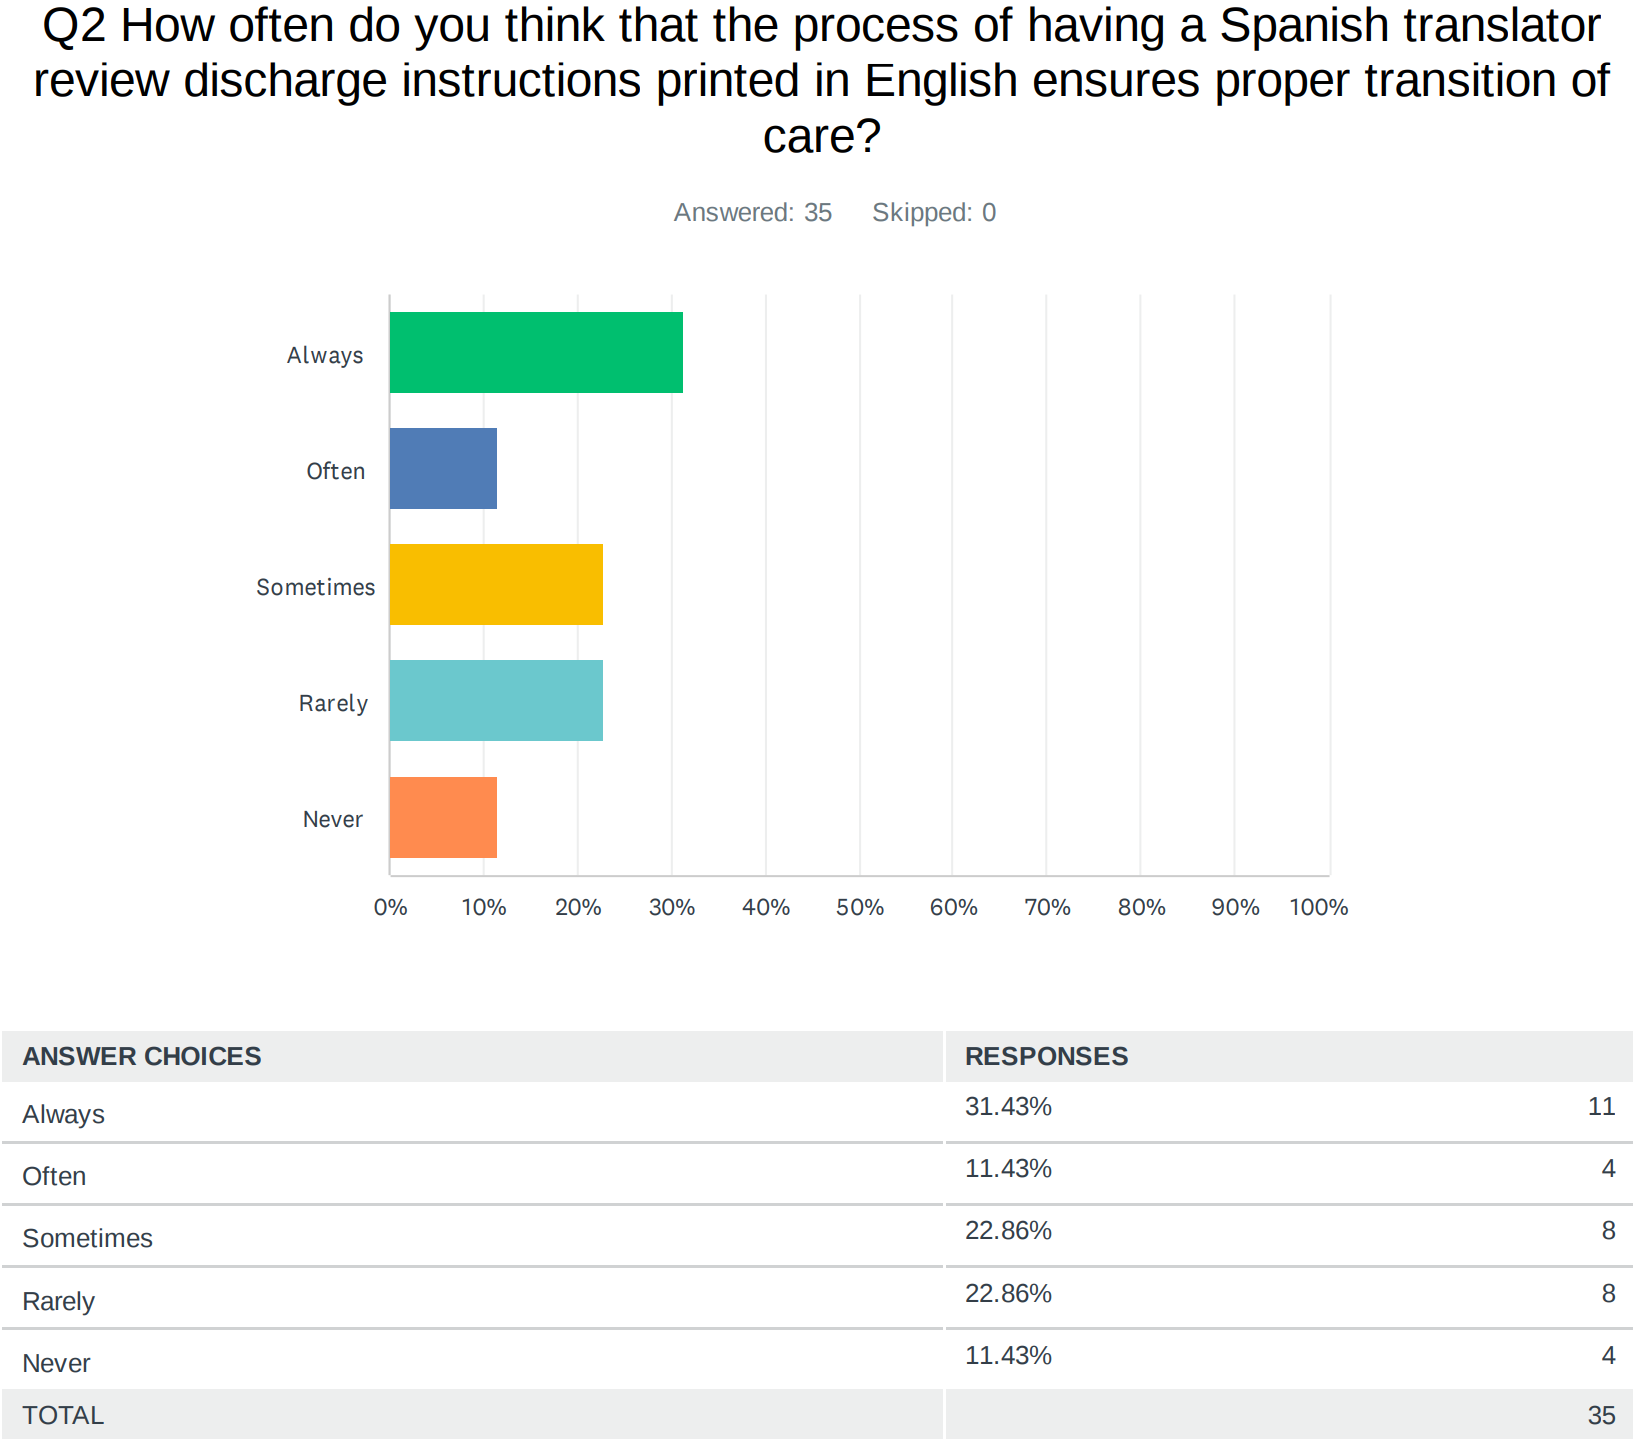 Q2 How often do you think that the process of having a Spanish translator
review discharge instructions printed in English ensures proper transition of
care?
Answered: 35 Skipped: 0
Always
Often
Sometimes
Rarely
Never
0% 10% 20% 30% 40% 50% 60% 70% 80% 90% 100%
ANSWER CHOICES RESPONSES
Always 31.43% 11
Often 11.43% 4
Sometimes 22.86% 8
Rarely 22.86% 8
Never 11.43% 4
TOTAL 35